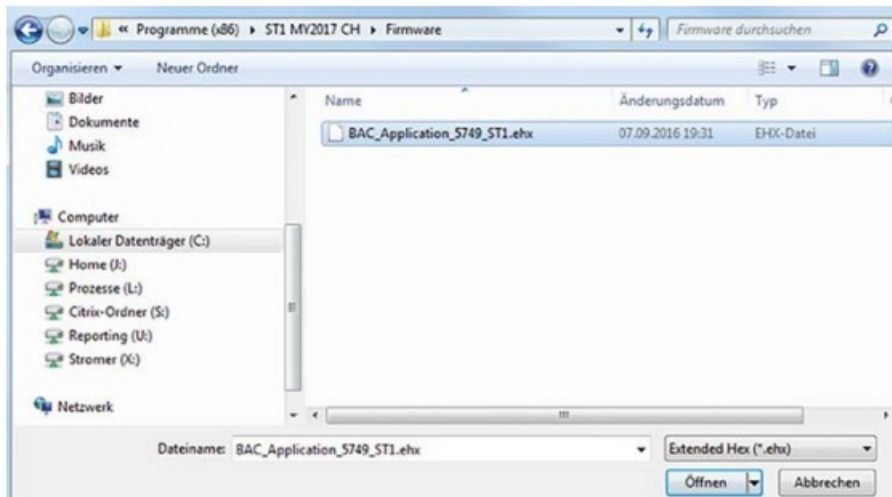 « Programme (x86) ▸ ST1 MY2017 CH ▸ Firmware
Firmware durchsuchen
Organisieren
Neuer Ordner
Bilder
Dokumente
Musik
Videos
Computer
Lokaler Datenträger (C:)
Home (J:)
Prozesse (L:)
Citrix-Ordner (S:)
Reporting (U:)
Stromer (X:)
Netzwerk
Name Änderungsdatum Typ
BAC_Application_5749_ST1.ehx 07.09.2016 19:31 EHX-Datei
Dateiname: BAC_Application_5749_ST1.ehx
Extended Hex (*.ehx)
Öffnen
Abbrechen